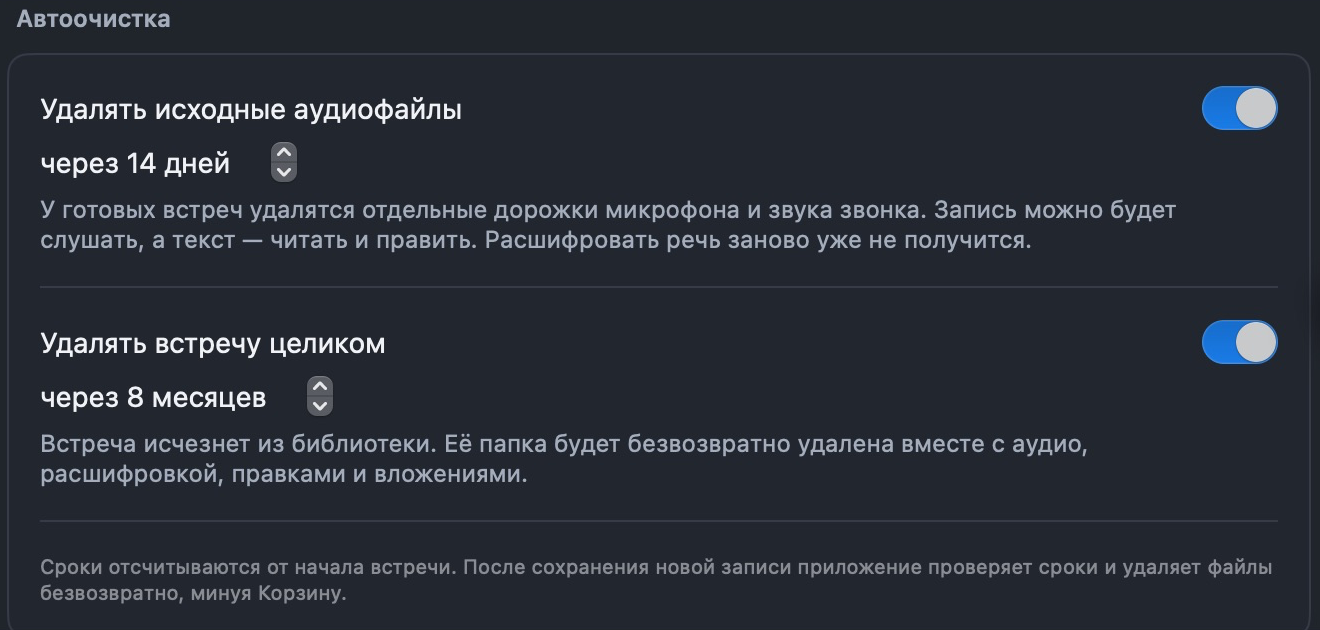 Автоочистка
Удалять исходные аудиофайлы
через 14 дней
У готовых встреч удалятся отдельные дорожки микрофона и звука звонка. Запись можно будет
слушать, а текст — читать и править. Расшифровать речь заново уже не получится.
Удалять встречу целиком
через 8 месяцев
Встреча исчезнет из библиотеки. Её папка будет безвозвратно удалена вместе с аудио,
расшифровкой, правками и вложениями.
Сроки отсчитываются от начала встречи. После сохранения новой записи приложение проверяет сроки и удаляет файлы
безвозвратно, минуя Корзину.